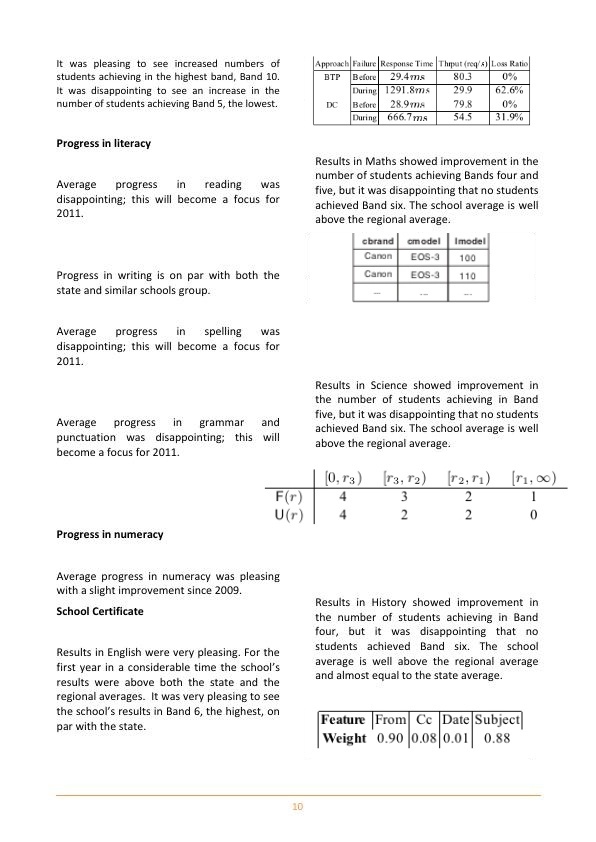 It was pleasing to see increased numbers of
students achieving in the highest band, Band 10.
It was disappointing to see an increase in the
number of students achieving Band 5, the lowest.
Progress in literacy
Average progress in reading was
disappointing; this will become a focus for
2011.
Progress in writing is on par with both the
state and similar schools group.
Average progress in spelling was
disappointing; this will become a focus for
2011.
Average progress in grammar and
punctuation was disappointing; this will
become a focus for 2011.
Progress in numeracy
Average progress in numeracy was pleasing
with a slight improvement since 2009.
School Certificate
Results in English were very pleasing. For the
first year in a considerable time the school's
results were above both the state and the
regional averages. It was very pleasing to see
the school's results in Band 6, the highest, on
par with the state.
Approach Failure Response Time Thput (req/s) Loss Ratio
BTP Before 29.4ms 80.3 0%
During 1291.8ms 29.9 62.6%
DC Before 28.9ms 79.8 0%
During 666.7ms 54.5 31.9%
Results in Maths showed improvement in the
number of students achieving Bands four and
five, but it was disappointing that no students
achieved Band six. The school average is well
above the regional average.
cbrand cmodel lmodel
Canon EOS-3 100
Canon EOS-3 110
... ... ...
Results in Science showed improvement in
the number of students achieving in Band
five, but it was disappointing that no students
achieved Band six. The school average is well
above the regional average.
[0, r₃) [r₃, r₂) [r₂, r₁) [r₁, ∞)
F(r) 4 3 2 1
U(r) 4 2 2 0
Results in History showed improvement in
the number of students achieving in Band
four, but it was disappointing that no
students achieved Band six. The school
average is well above the regional average
and almost equal to the state average.
Feature From Cc Date Subject
Weight 0.90 0.08 0.01 0.88
10